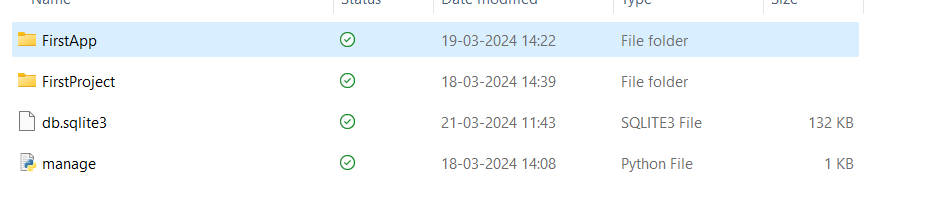 Name Status Date modified Type Size
FirstApp 19-03-2024 14:22 File folder
FirstProject 18-03-2024 14:39 File folder
db.sqlite3 21-03-2024 11:43 SQLITE3 File 132 KB
manage 18-03-2024 14:08 Python File 1 KB